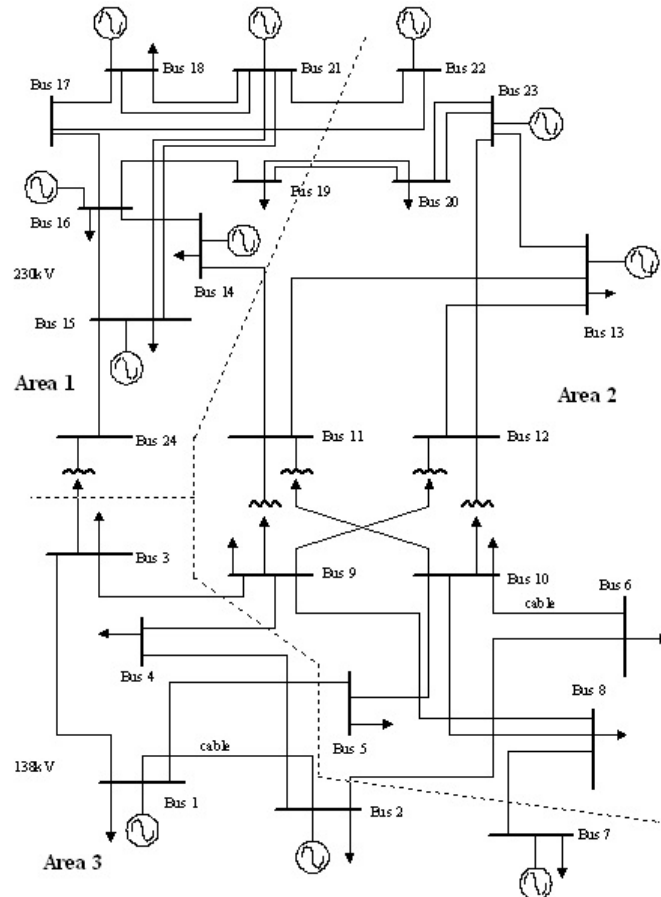 Bus 18
Bus 21
Bus 22
Bus 17
Bus 23
Bus 19
Bus 20
Bus 16
Bus 14
230kV
Bus 13
Bus 15
Area 1
Area 2
Bus 24
Bus 11
Bus 12
Bus 3
Bus 9
Bus 10
Bus 6
cable
Bus 4
Bus 8
Bus 5
cable
138kV
Bus 1
Bus 2
Bus 7
Area 3